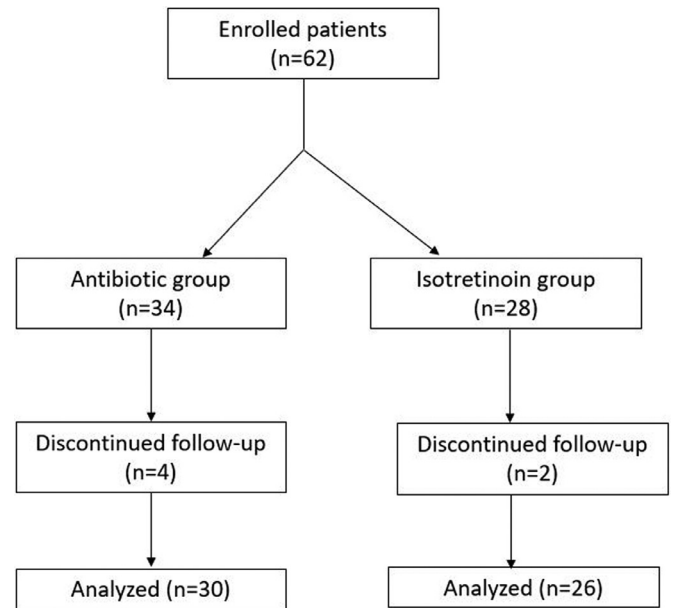 Enrolled patients
(n=62)
Antibiotic group
(n=34)
Isotretinoin group
(n=28)
Discontinued follow-up
(n=4)
Discontinued follow-up
(n=2)
Analyzed (n=30)
Analyzed (n=26)